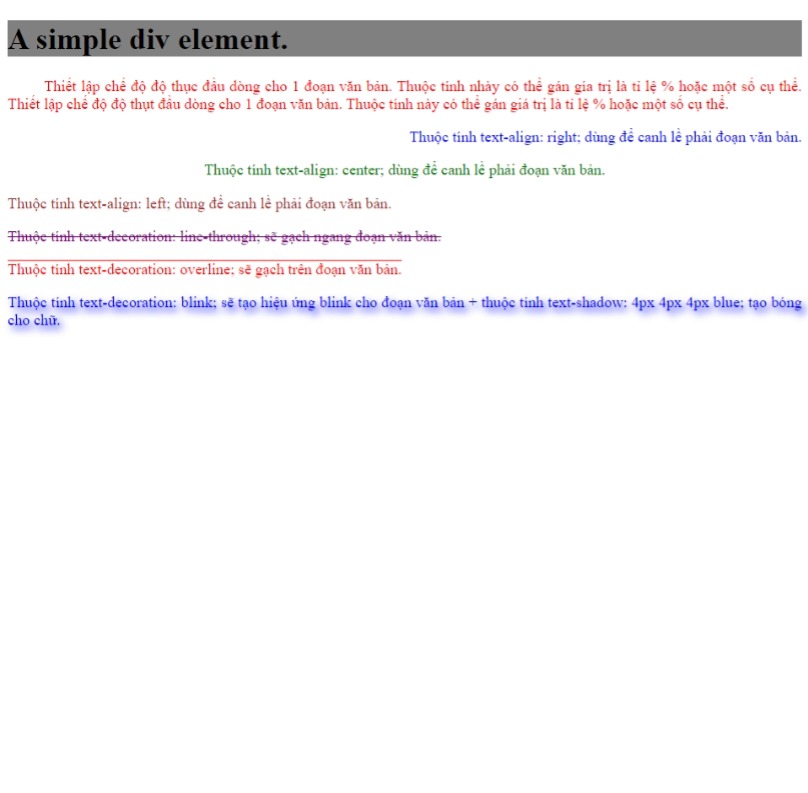 A simple div element.
Thiết lập chế độ độ thục đầu dòng cho 1 đoạn văn bản. Thuộc tính nhảy có thể gán gia trị là tỉ lệ % hoặc một số cụ thể.
Thiết lập chế độ độ thụt đầu dòng cho 1 đoạn văn bản. Thuộc tính này có thể gán giá trị là tỉ lệ % hoặc một số cụ thể.
Thuộc tính text-align: right; dùng để canh lề phải đoạn văn bản.
Thuộc tính text-align: center; dùng để canh lề phải đoạn văn bản.
Thuộc tính text-align: left; dùng để canh lề phải đoạn văn bản.
Thuộc tính text-decoration: line-through; sẽ gạch ngang đoạn văn bản.
Thuộc tính text-decoration: overline; sẽ gạch trên đoạn văn bản.
Thuộc tính text-decoration: blink; sẽ tạo hiệu ứng blink cho đoạn văn bản + thuộc tính text-shadow: 4px 4px 4px blue; tạo bóng
cho chữ.